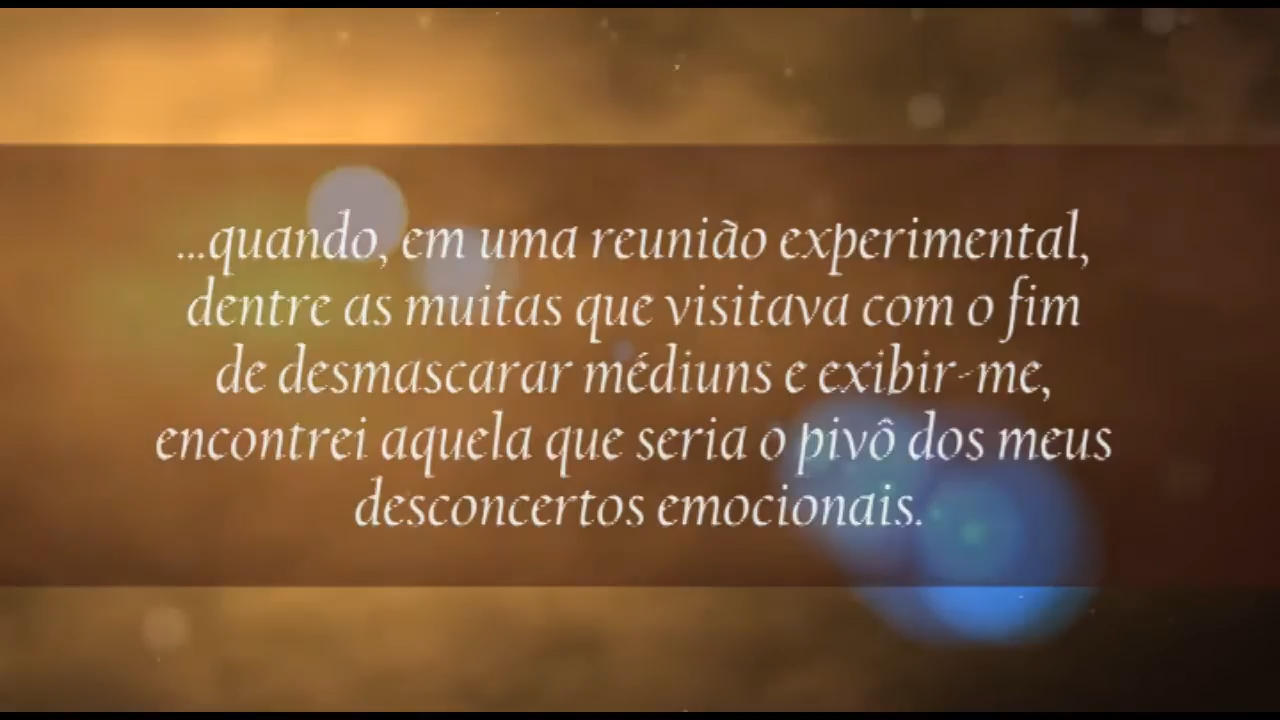 ...quando, em uma reunião experimental,
dentre as muitas que visitava com o fim
de desmascarar médiuns e exibir-me,
encontrei aquela que seria o pivô dos meus
desconcertos emocionais.